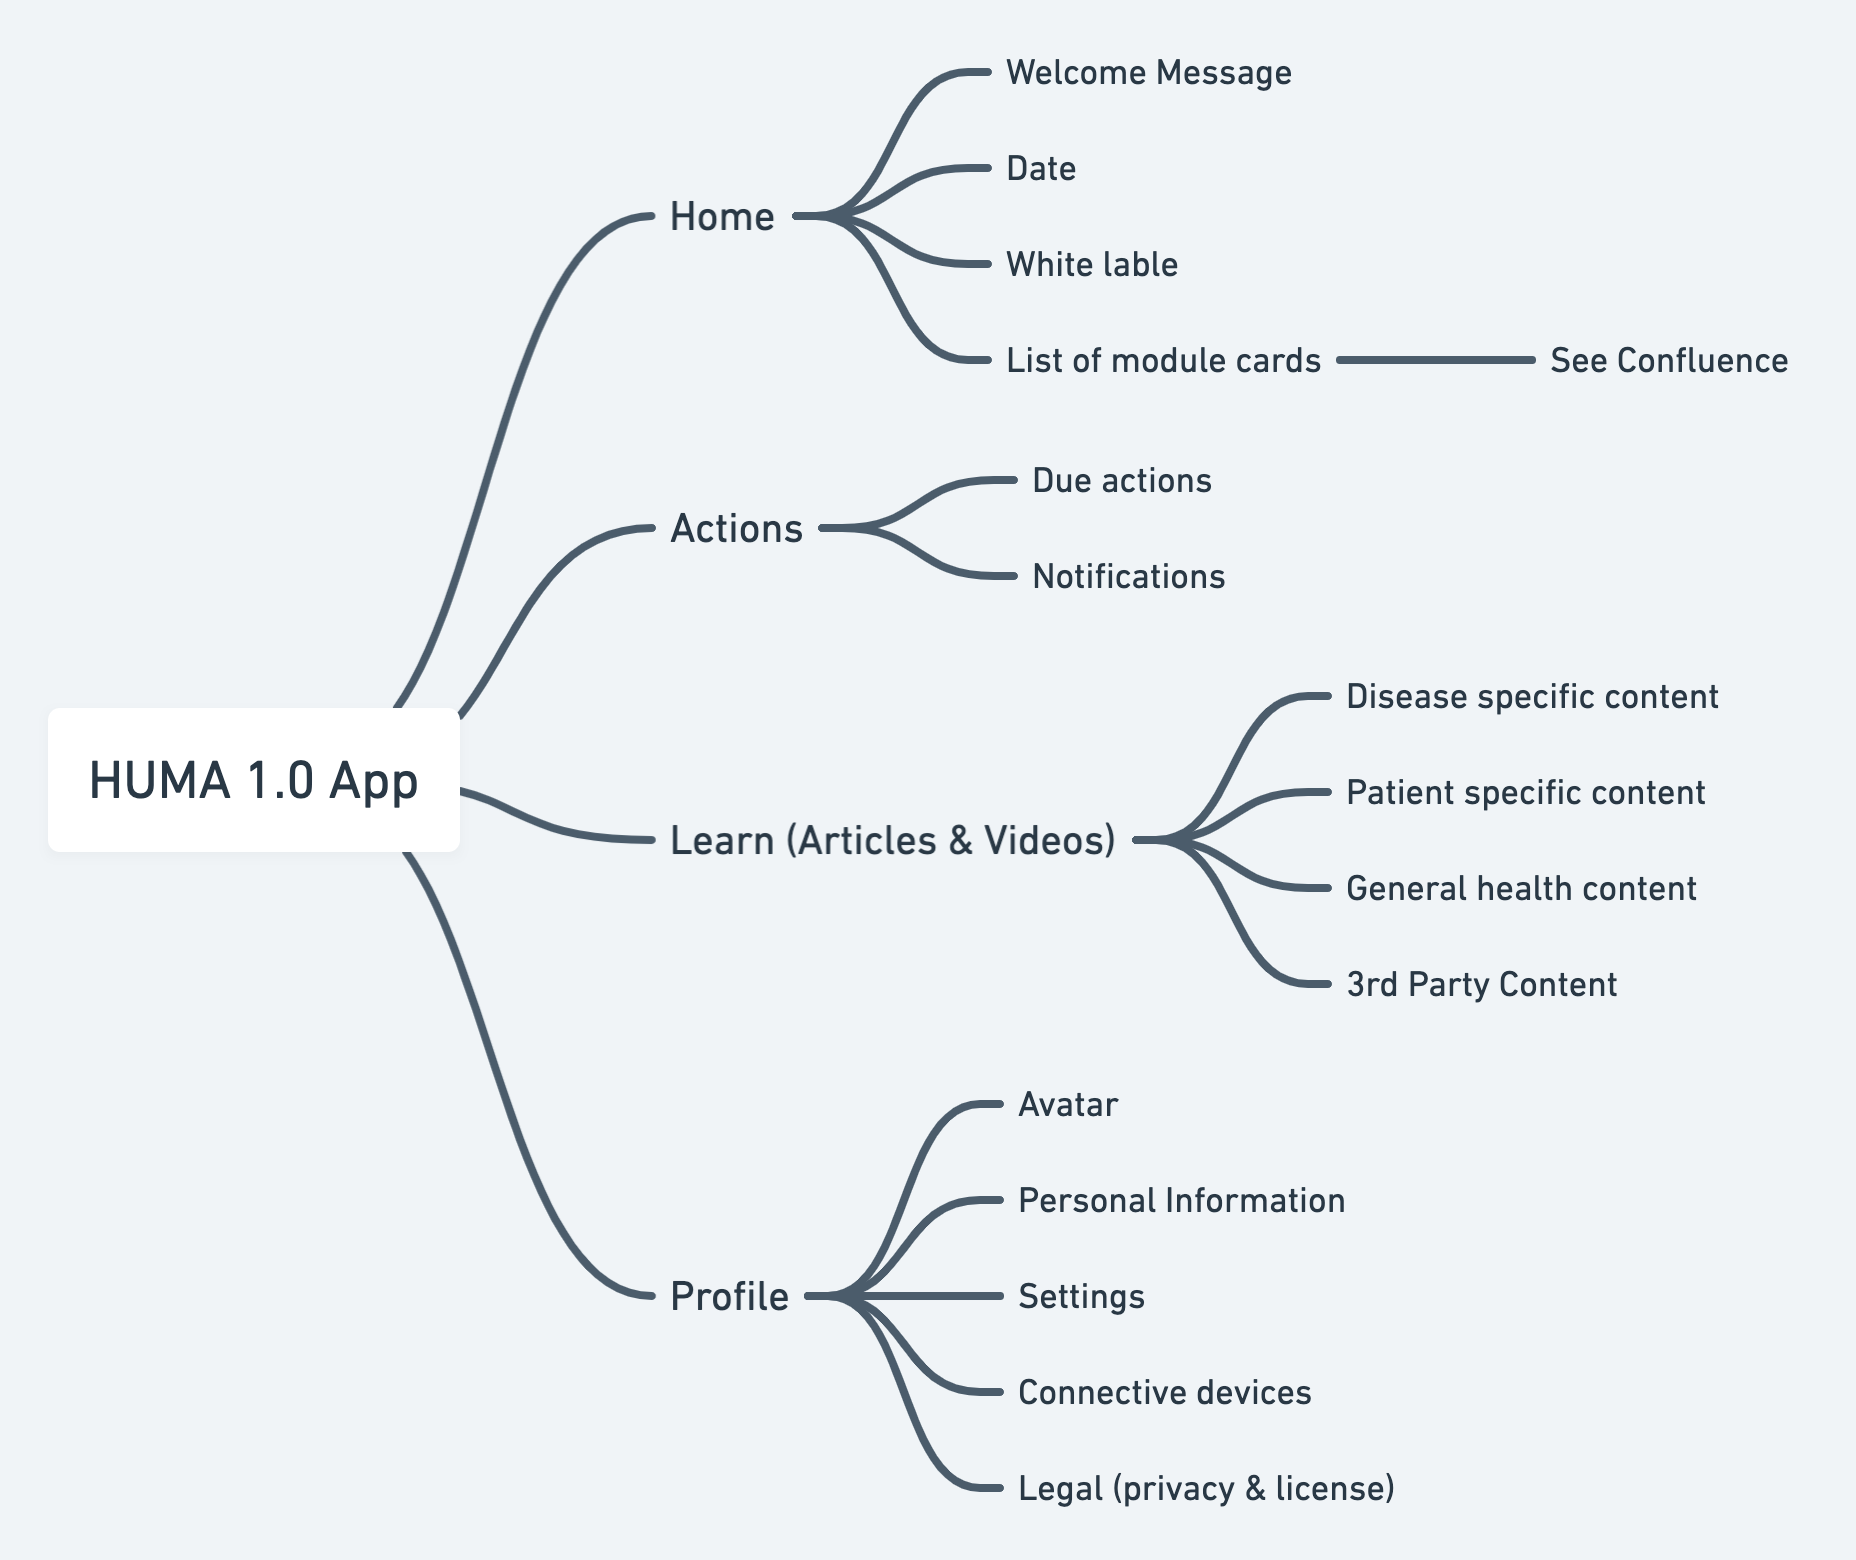 HUMA 1.0 App
Home
Welcome Message
Date
White lable
List of module cards
See Confluence
Actions
Due actions
Notifications
Learn (Articles & Videos)
Disease specific content
Patient specific content
General health content
3rd Party Content
Profile
Avatar
Personal Information
Settings
Connective devices
Legal (privacy & license)